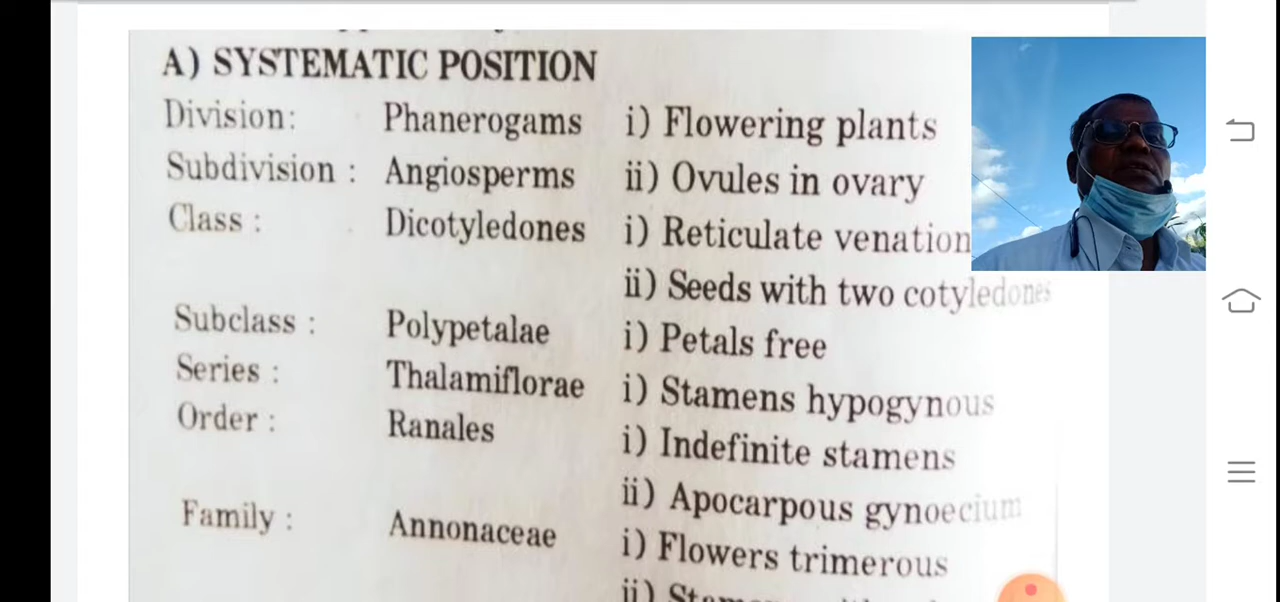 A) SYSTEMATIC POSITION
Division: Phanerogams i) Flowering plants
Subdivision : Angiosperms ii) Ovules in ovary
Class : Dicotyledones i) Reticulate venation
ii) Seeds with two cotyledones
Subclass : Polypetalae i) Petals free
Series : Thalamiflorae i) Stamens hypogynous
Order : Ranales i) Indefinite stamens
ii) Apocarpous gynoecium
Family : Annonaceae i) Flowers trimerous
ii)